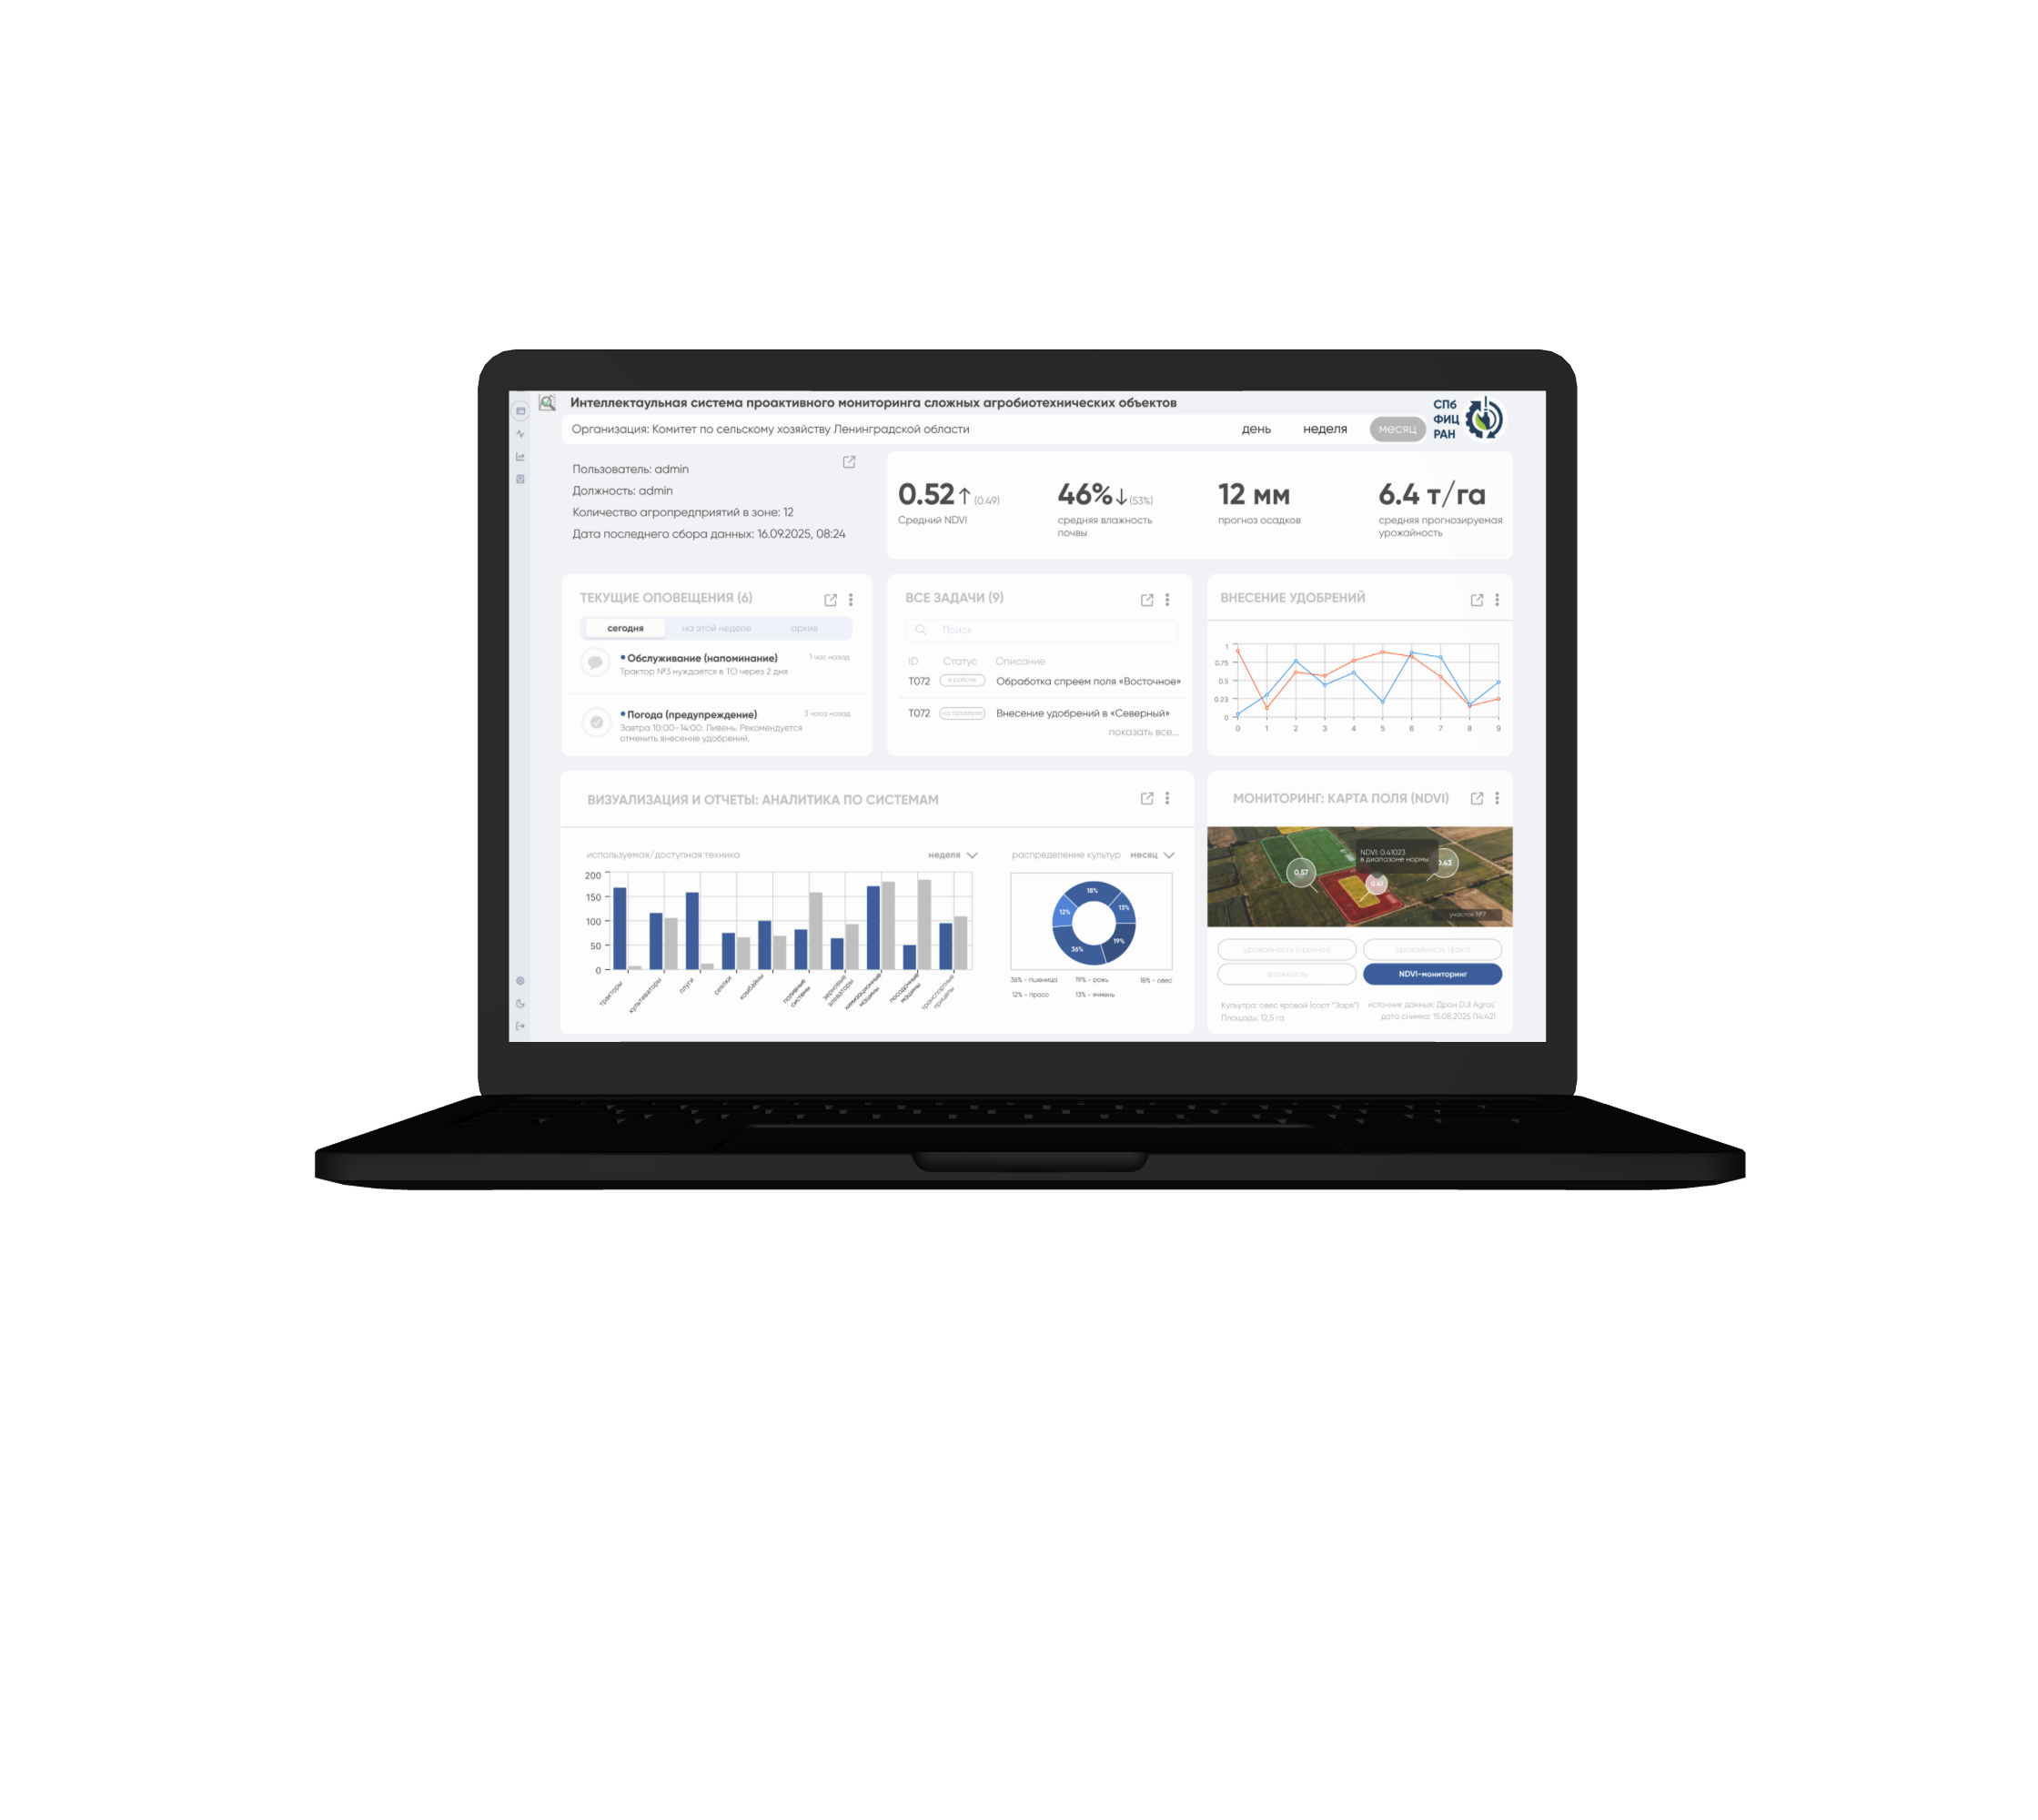 Интеллектаульная система проактивного мониторинга сложных агробиотехнических объектов
СПб
ФИЦ
РАН
Организация: Комитет по сельскому хозяйству Ленинградской области
день неделя месяц
Пользователь: admin
Должность: admin
Количество агропредприятий в зоне: 12
Дата последнего сбора данных: 16.09.2025, 08:24
0.52↑ (0.49)
Средний NDVI
46%↓ (53%)
средняя влажность
почвы
12 мм
прогноз осадков
6.4 т/га
средняя прогнозируемая
урожайность
ТЕКУЩИЕ ОПОВЕЩЕНИЯ (6)
сегодня на этой неделе архив
Обслуживание (напоминание) 1 час назад
Трактор №3 нуждается в ТО через 2 дня
Погода (предупреждение) 3 часа назад
Завтра 10:00–14:00: Ливень. Рекомендуется
отменить внесение удобрений.
ВСЕ ЗАДАЧИ (9)
Поиск
ID Статус Описание
T072 в работе Обработка спреем поля «Восточное»
T072 на проверке Внесение удобрений в «Северный»
показать все...
ВНЕСЕНИЕ УДОБРЕНИЙ
1
0.75
0.5
0.23
0
0 1 2 3 4 5 6 7 8 9
ВИЗУАЛИЗАЦИЯ И ОТЧЕТЫ: АНАЛИТИКА ПО СИСТЕМАМ
используемая/доступная техника неделя
200
150
100
50
0
тракторы
культиваторы
плуги
сеялки
комбайны
поливные
системы
зерновые
элеваторы
химизационные
машины
посадочные
машины
транспортные
прицепы
распределение культур месяц
18%
13%
12%
19%
36%
36% - пшеница 19% - рожь 18% - овес
12% - просо 13% - ячмень
МОНИТОРИНГ: КАРТА ПОЛЯ (NDVI)
NDVI: 0.41023
в диапазоне нормы
0.57
0.43
0.41
участок №7
урожайность (прогноз) урожайность (факт)
влажность NDVI-мониторинг
Культура: овес яровой (сорт "Заря")
Площадь: 12,5 га
источник данных: Дрон DJI Agras
дата снимка: 15.08.2025 (14:42)